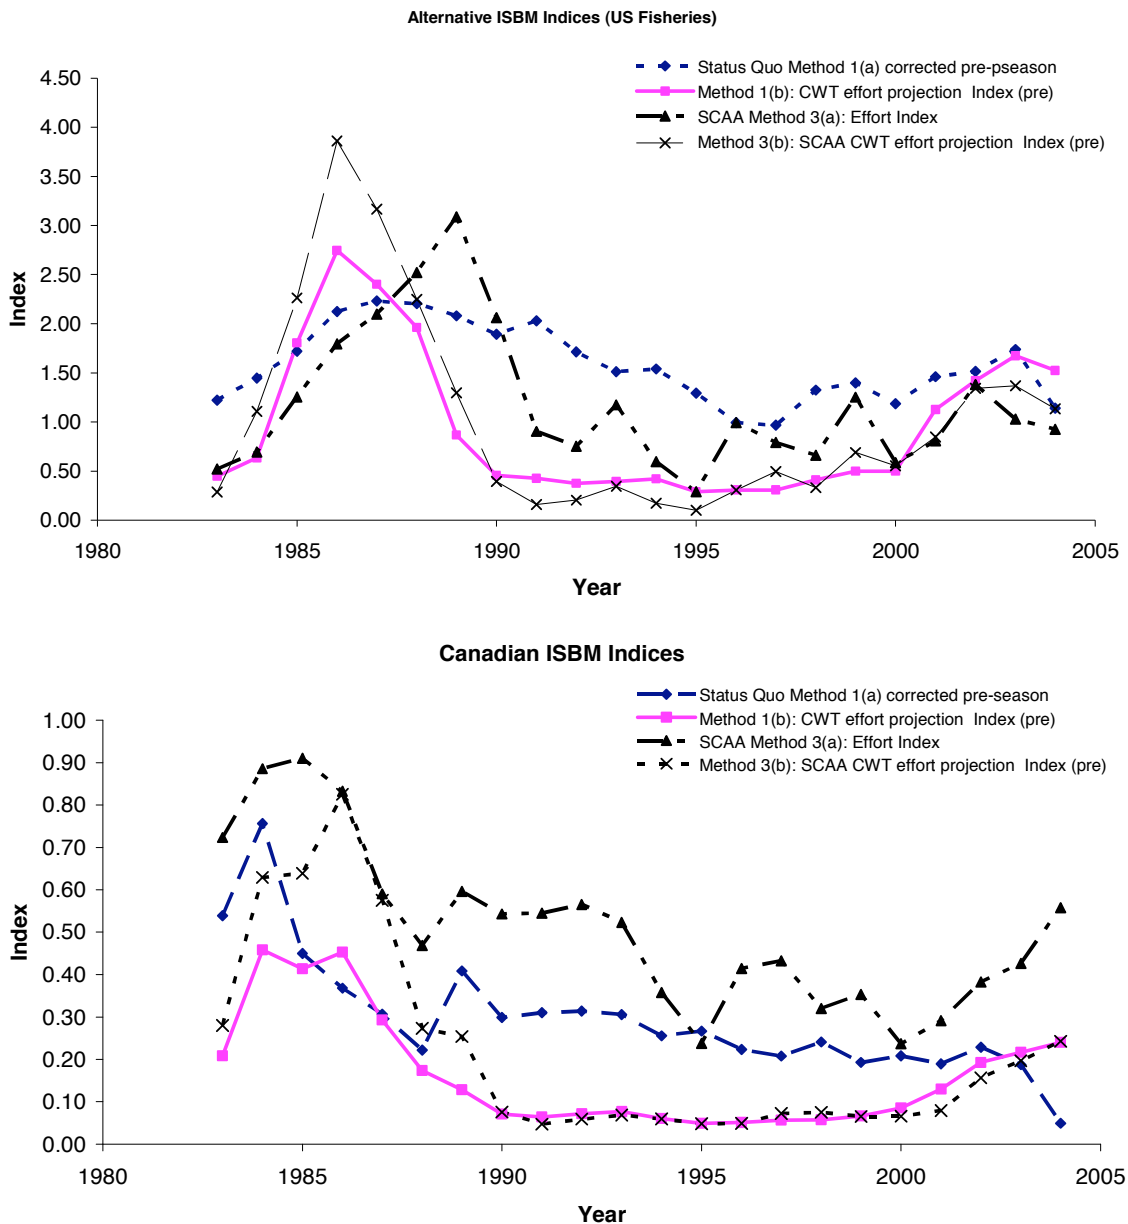 Alternative ISBM Indices (US Fisheries)
Status Quo Method 1(a) corrected pre-pseason
Method 1(b): CWT effort projection Index (pre)
SCAA Method 3(a): Effort Index
Method 3(b): SCAA CWT effort projection Index (pre)
4.50
4.00
3.50
3.00
2.50
2.00
1.50
1.00
0.50
0.00
Index
1980 1985 1990 1995 2000 2005
Year
Canadian ISBM Indices
Status Quo Method 1(a) corrected pre-season
Method 1(b): CWT effort projection Index (pre)
SCAA Method 3(a): Effort Index
Method 3(b): SCAA CWT effort projection Index (pre)
1.00
0.90
0.80
0.70
0.60
0.50
0.40
0.30
0.20
0.10
0.00
Index
1980 1985 1990 1995 2000 2005
Year